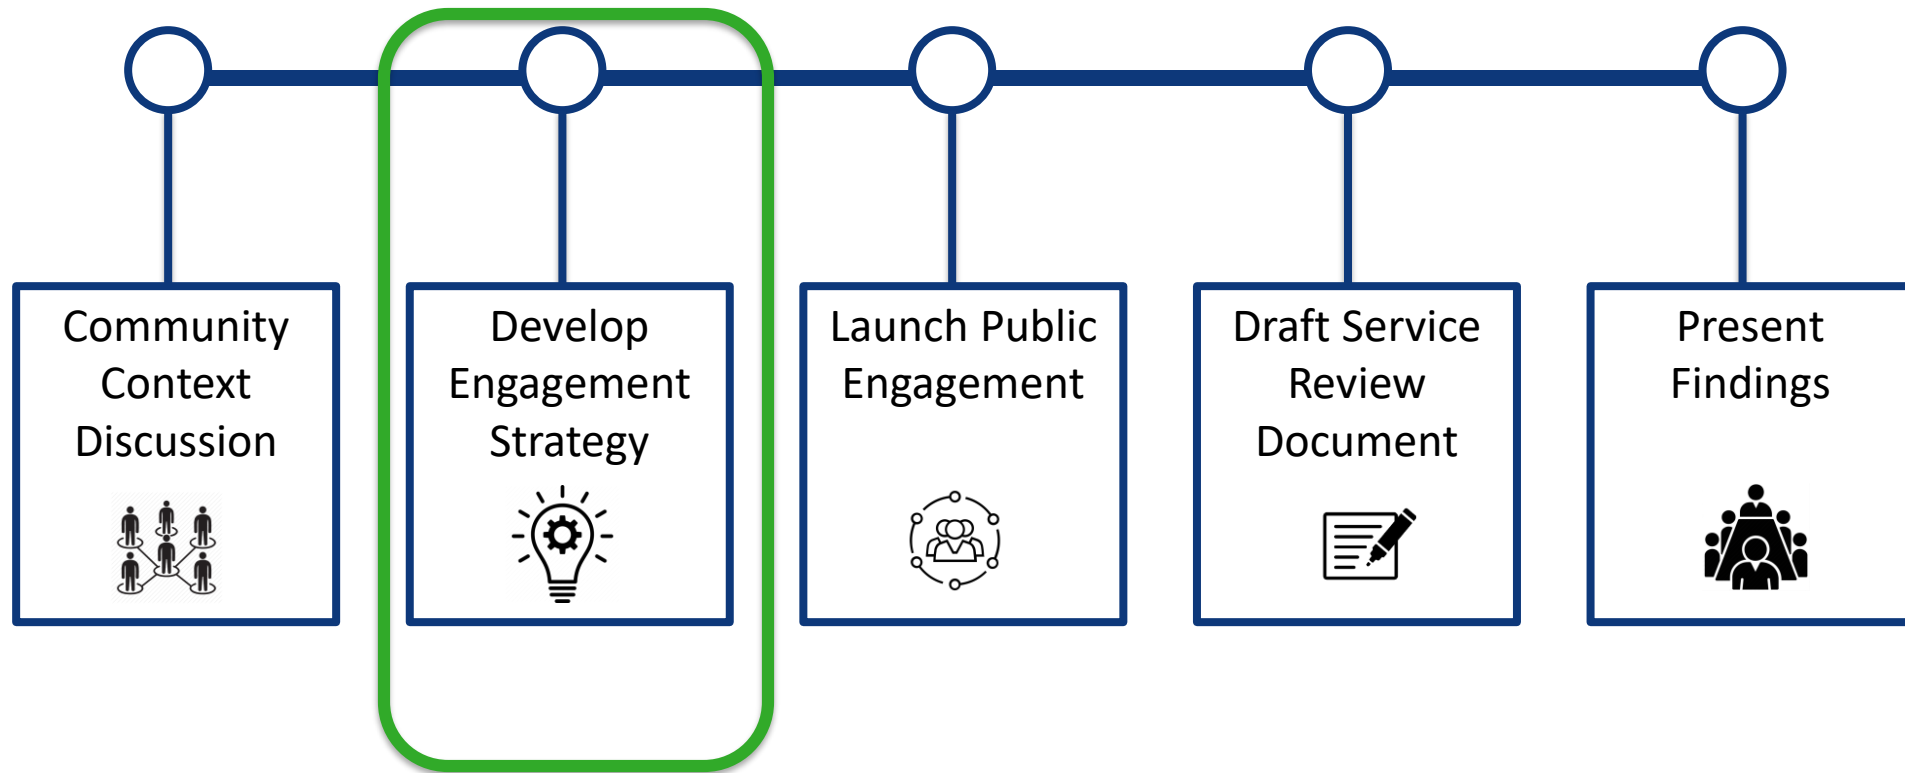 Community
Context
Discussion
Develop
Engagement
Strategy
Launch Public
Engagement
Draft Service
Review
Document
Present
Findings